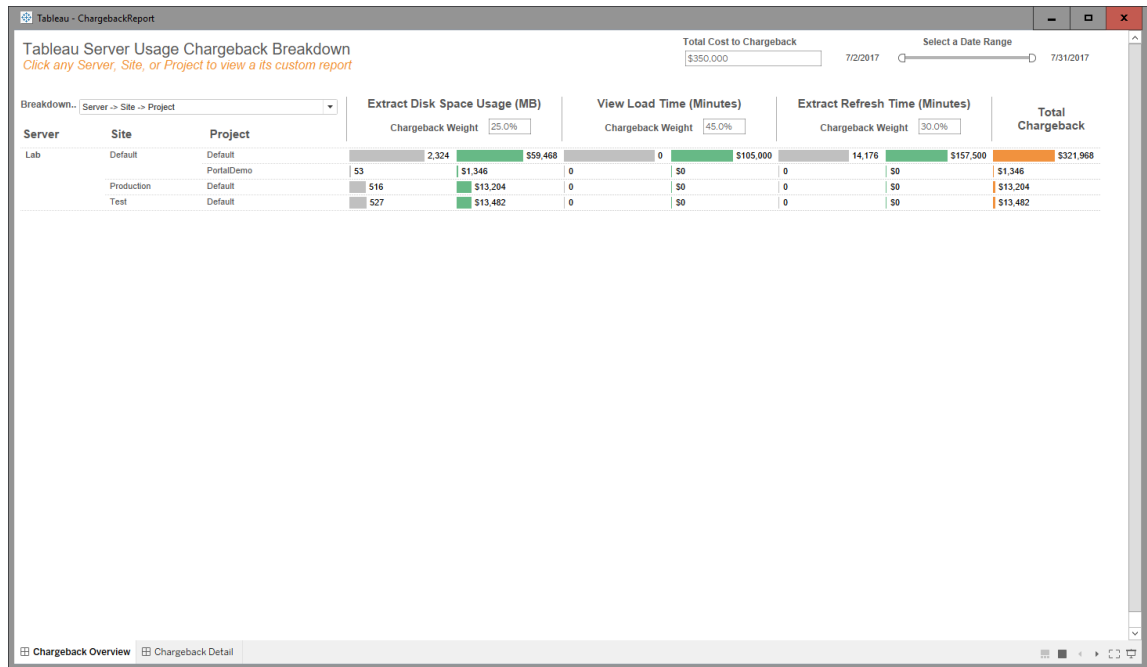 Tableau - ChargebackReport
Tableau Server Usage Chargeback Breakdown
Click any Server, Site, or Project to view a its custom report
Total Cost to Chargeback
$350,000
Select a Date Range
7/2/2017 7/31/2017
Breakdown.. Server -> Site -> Project
Extract Disk Space Usage (MB) View Load Time (Minutes) Extract Refresh Time (Minutes) Total Chargeback
Chargeback Weight 25.0% Chargeback Weight 45.0% Chargeback Weight 30.0%
Server Site Project
Lab Default Default 2,324 $59,468 0 $105,000 14,176 $157,500 $321,968
PortalDemo 53 $1,346 0 $0 0 $0 $1,346
Production Default 516 $13,204 0 $0 0 $0 $13,204
Test Default 527 $13,482 0 $0 0 $0 $13,482
Chargeback Overview Chargeback Detail